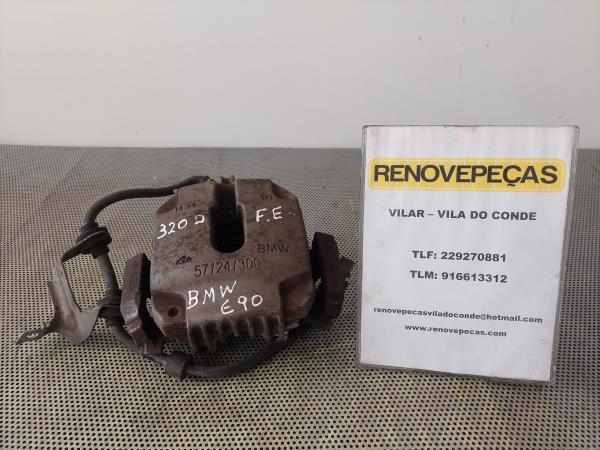 320 D
F.E
Ate
BMW
57/24/300
BMW
E90
RENOVEPEÇAS
VILAR – VILA DO CONDE
TLF: 229270881
TLM: 916613312
renovepecasviladoconde@hotmail.com
www.renovepecas.com